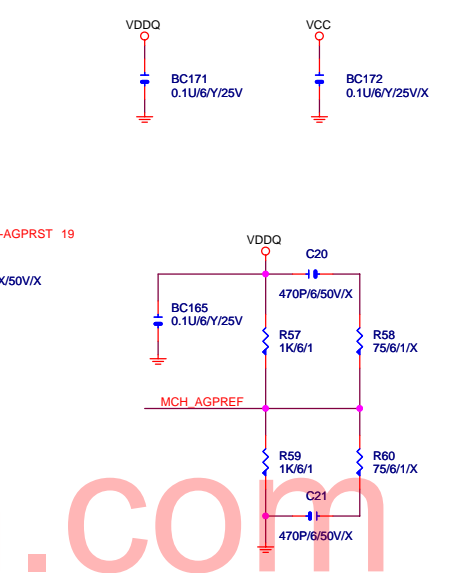 VDDQ
VCC
BC171
0.1U/6/Y/25V
BC172
0.1U/6/Y/25V/X
-AGPRST 19
X/50V/X
VDDQ
C20
470P/6/50V/X
BC165
0.1U/6/Y/25V
R57
1K/6/1
R58
75/6/1/X
MCH_AGPREF
R59
1K/6/1
R60
75/6/1/X
C21
470P/6/50V/X
.com